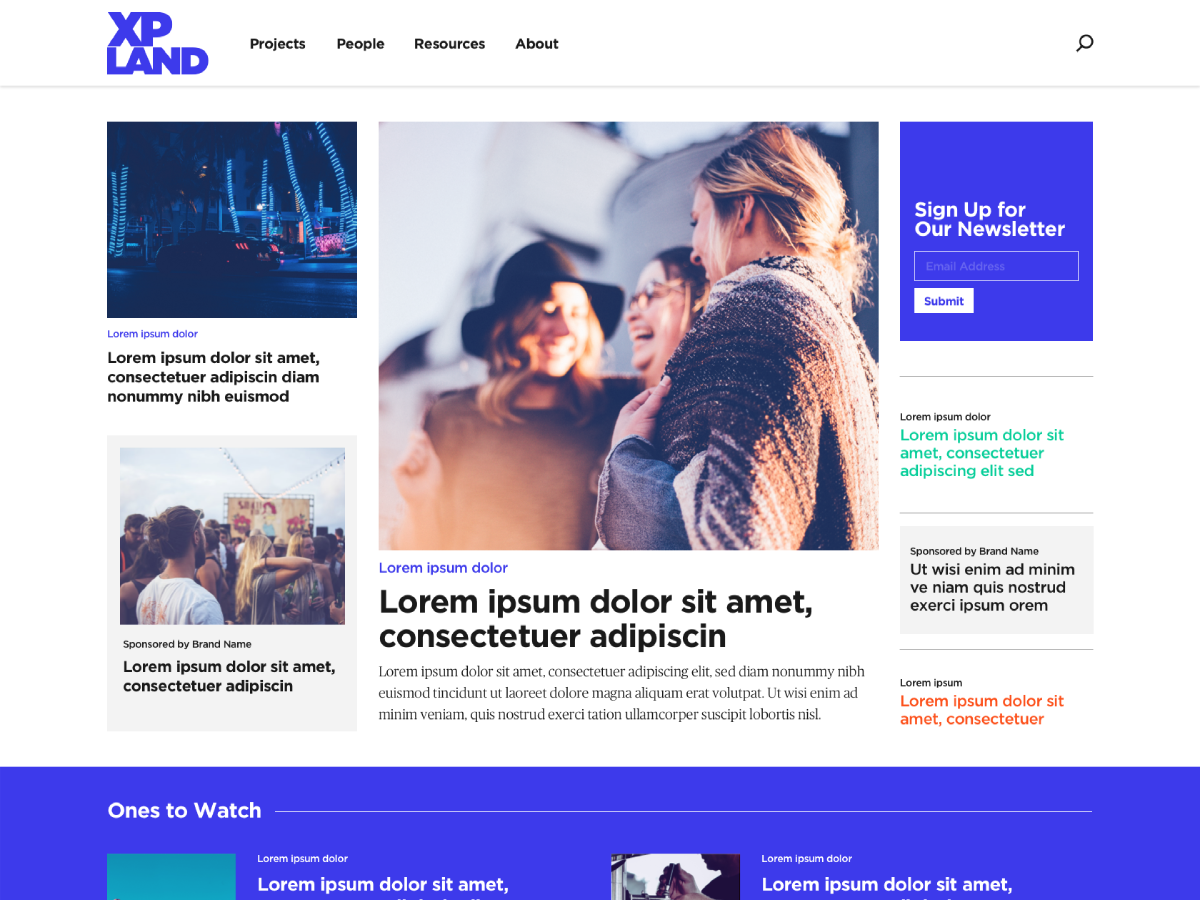 XP
LAND
Projects People Resources About
Lorem ipsum dolor
Lorem ipsum dolor sit amet,
consectetuer adipiscin diam
nonummy nibh euismod
Sponsored by Brand Name
Lorem ipsum dolor sit amet,
consectetuer adipiscin
Lorem ipsum dolor
Lorem ipsum dolor sit amet,
consectetuer adipiscin
Lorem ipsum dolor sit amet, consectetuer adipiscing elit, sed diam nonummy nibh
euismod tincidunt ut laoreet dolore magna aliquam erat volutpat. Ut wisi enim ad
minim veniam, quis nostrud exerci tation ullamcorper suscipit lobortis nisl.
Sign Up for
Our Newsletter
Email Address
Submit
Lorem ipsum dolor
Lorem ipsum dolor sit
amet, consectetuer
adipiscing elit sed
Sponsored by Brand Name
Ut wisi enim ad minim
ve niam quis nostrud
exerci ipsum orem
Lorem ipsum
Lorem ipsum dolor sit
amet, consectetuer
Ones to Watch
Lorem ipsum dolor
Lorem ipsum dolor sit amet,
Lorem ipsum dolor
Lorem ipsum dolor sit amet,